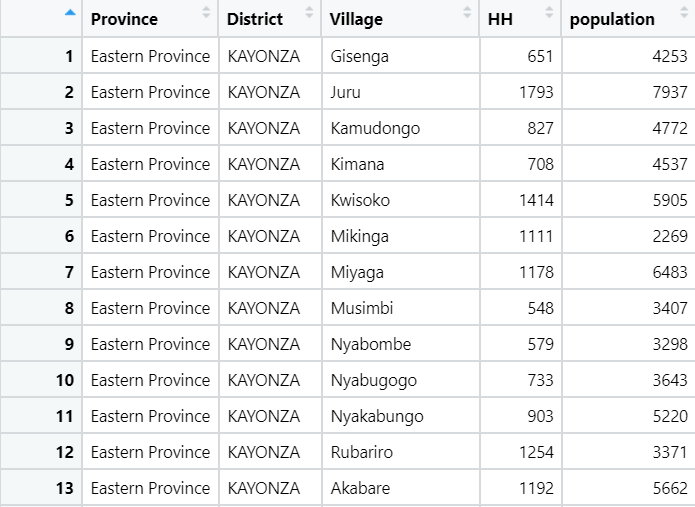 Province District Village HH population
1 Eastern Province KAYONZA Gisenga 651 4253
2 Eastern Province KAYONZA Juru 1793 7937
3 Eastern Province KAYONZA Kamudongo 827 4772
4 Eastern Province KAYONZA Kimana 708 4537
5 Eastern Province KAYONZA Kwisoko 1414 5905
6 Eastern Province KAYONZA Mikinga 1111 2269
7 Eastern Province KAYONZA Miyaga 1178 6483
8 Eastern Province KAYONZA Musimbi 548 3407
9 Eastern Province KAYONZA Nyabombe 579 3298
10 Eastern Province KAYONZA Nyabugogo 733 3643
11 Eastern Province KAYONZA Nyakabungo 903 5220
12 Eastern Province KAYONZA Rubariro 1254 3371
13 Eastern Province KAYONZA Akabare 1192 5662